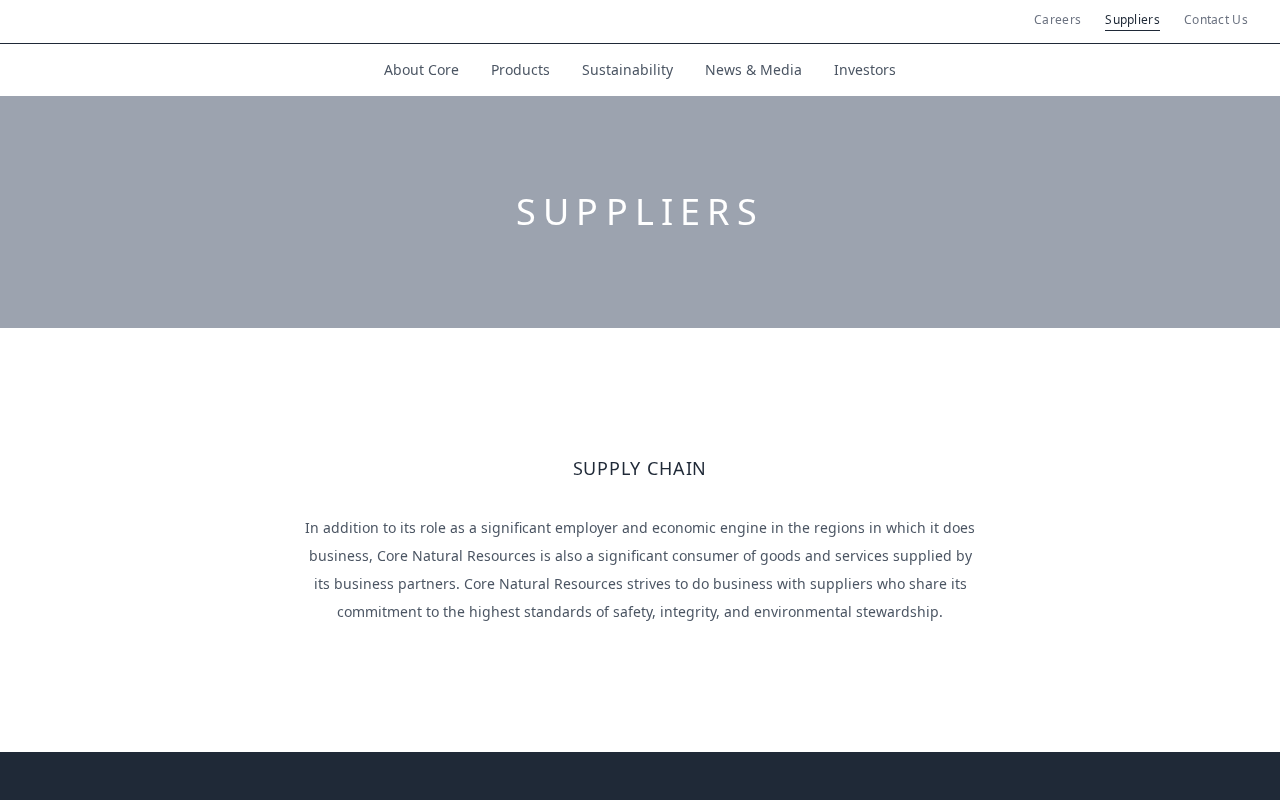 Careers Suppliers Contact Us
About Core Products Sustainability News & Media Investors
SUPPLIERS
SUPPLY CHAIN
In addition to its role as a significant employer and economic engine in the regions in which it does
business, Core Natural Resources is also a significant consumer of goods and services supplied by
its business partners. Core Natural Resources strives to do business with suppliers who share its
commitment to the highest standards of safety, integrity, and environmental stewardship.